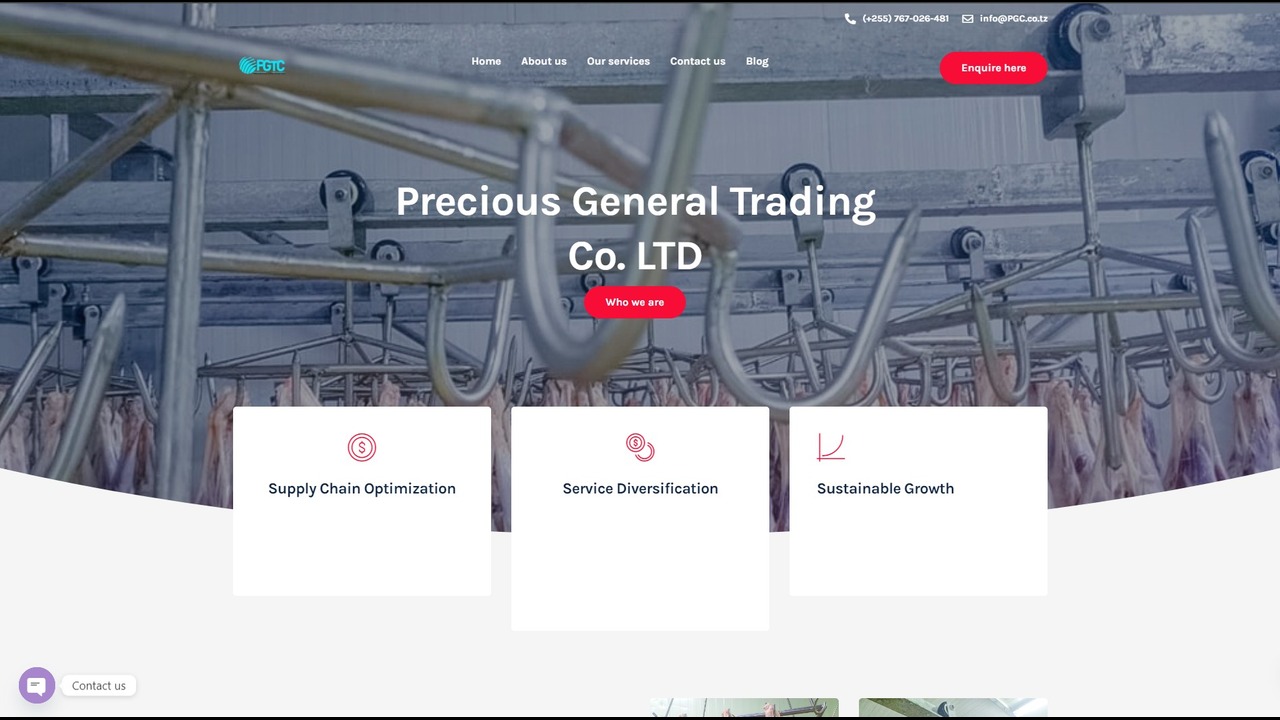 (+255) 767-026-481 info@PGC.co.tz
PGTC
Home About us Our services Contact us Blog
Enquire here
Precious General Trading
Co. LTD
Who we are
Supply Chain Optimization
Service Diversification
Sustainable Growth
Contact us